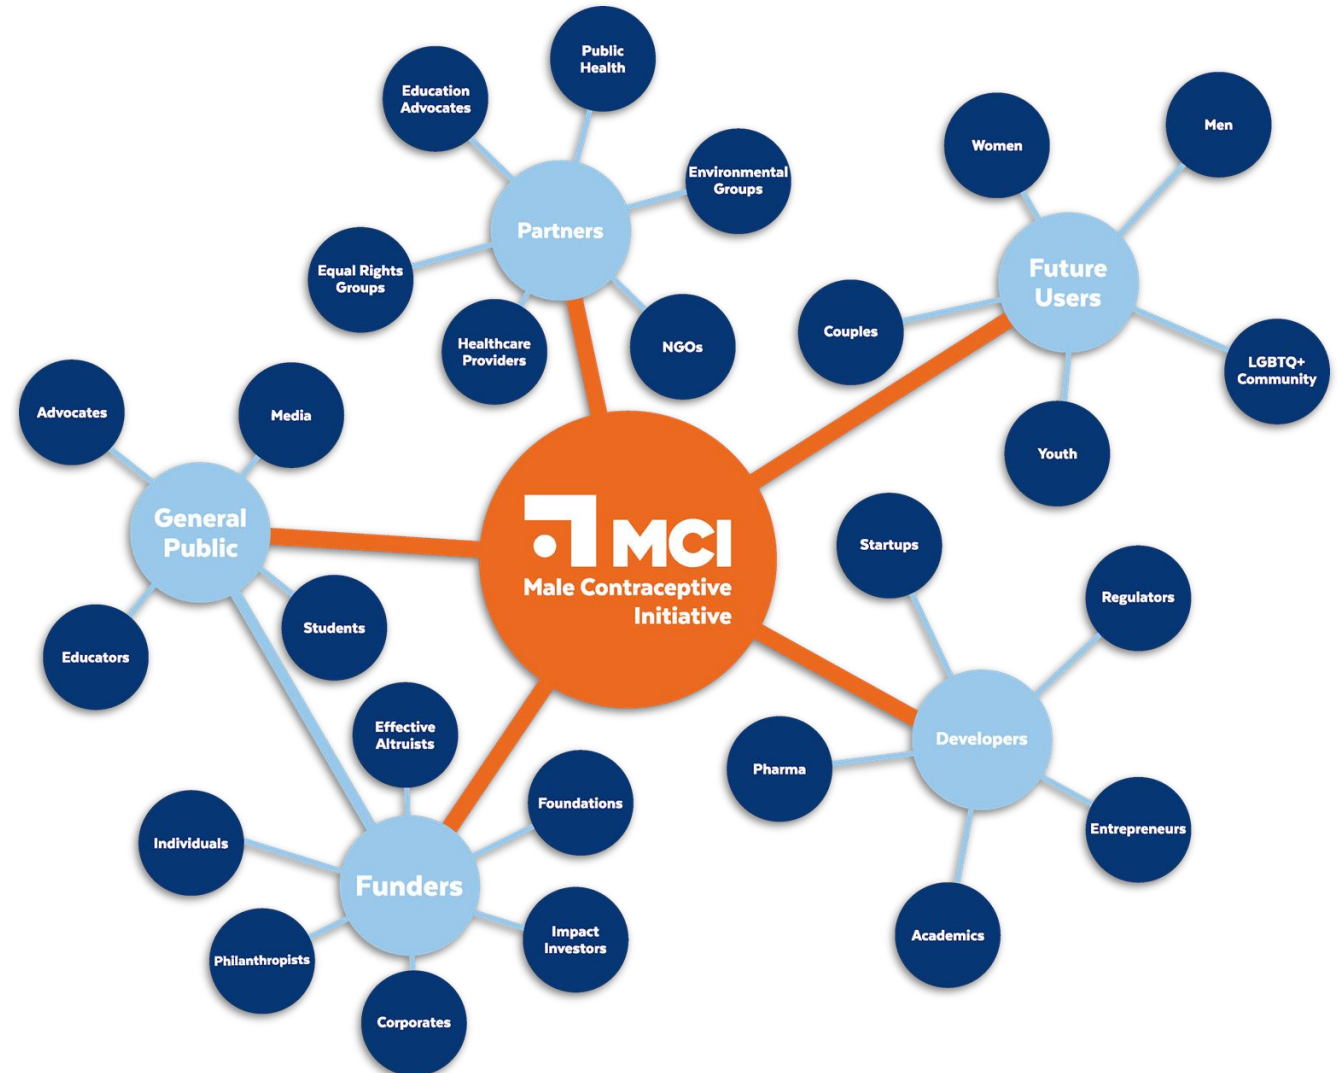 Public
Health
Education
Advocates
Environmental
Groups
Partners
Equal Rights
Groups
Healthcare
Providers
NGOs
Men
Women
Future
Users
Couples
LGBTQ+
Community
Youth
Advocates
Media
General
Public
Educators
Students
MCI
Male Contraceptive
Initiative
Startups
Regulators
Developers
Pharma
Entrepreneurs
Academics
Effective
Altruists
Foundations
Individuals
Funders
Impact
Investors
Philanthropists
Corporates